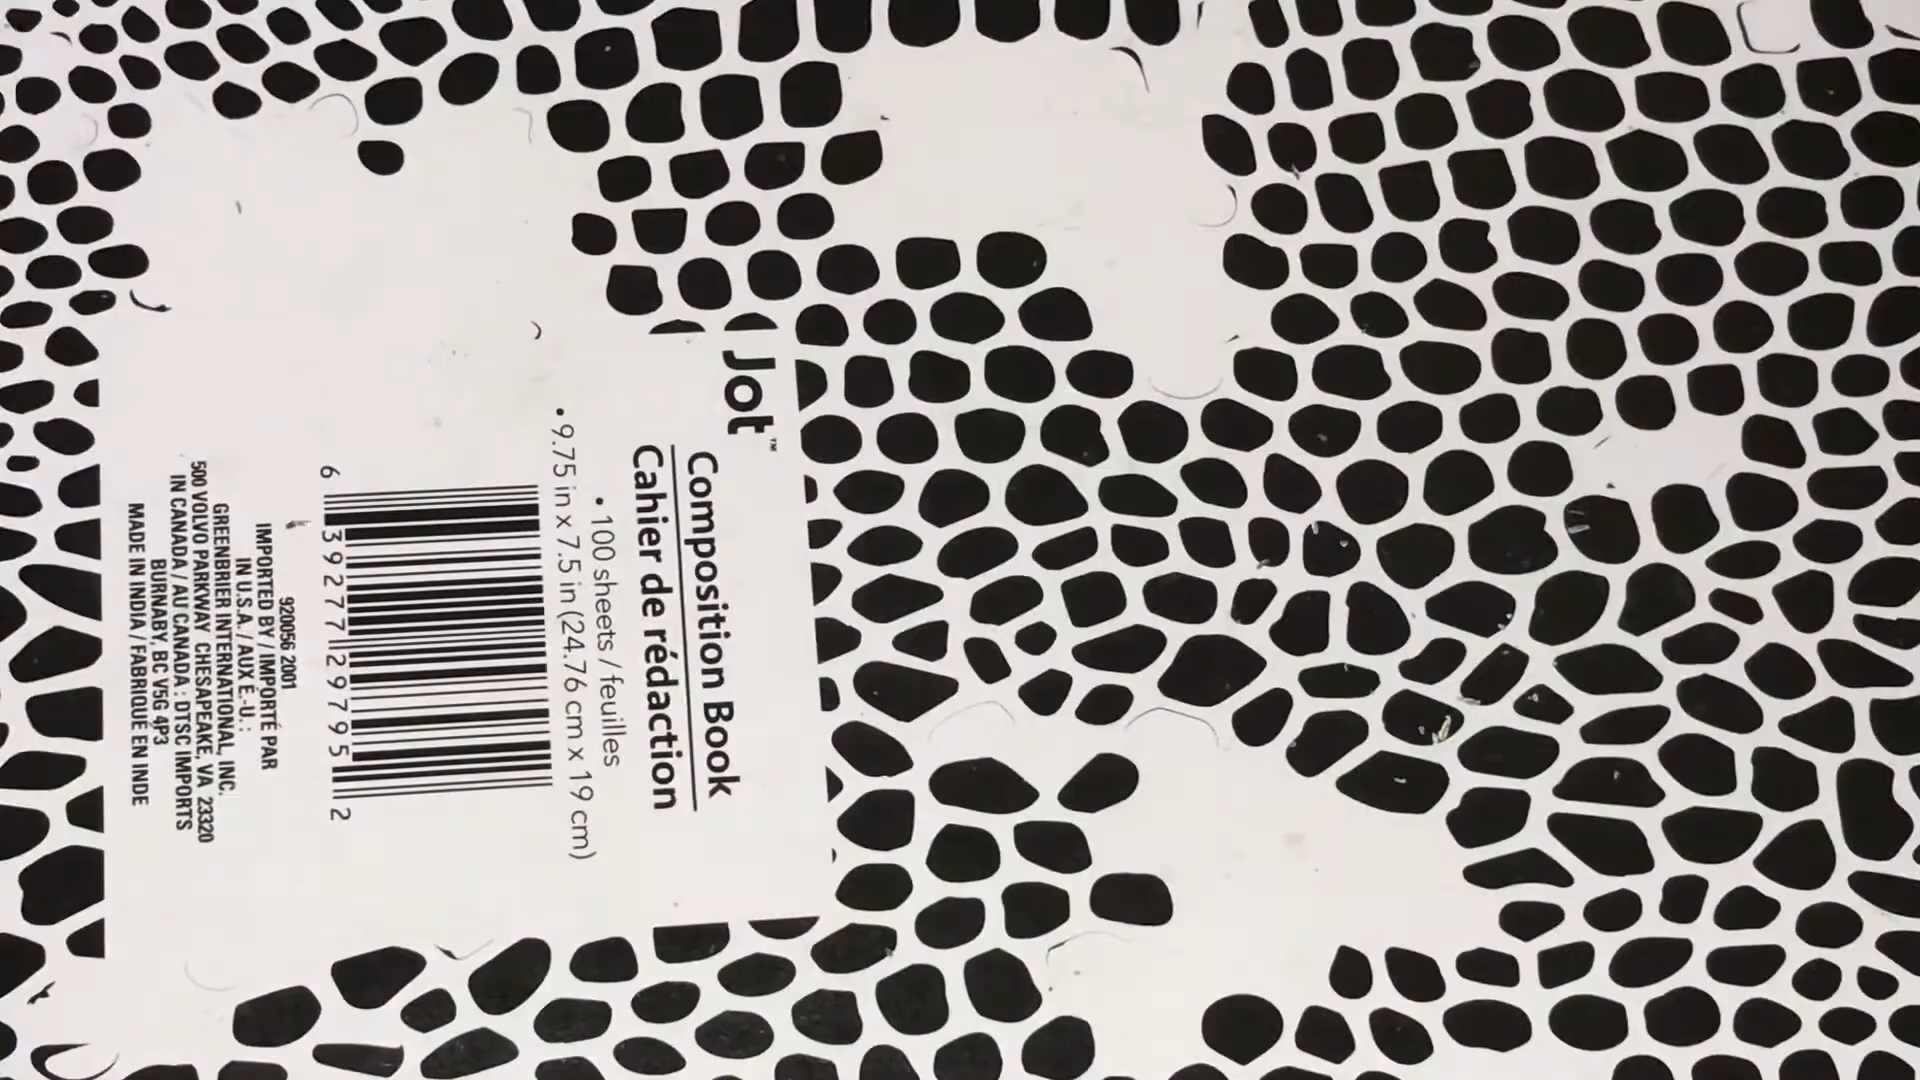 Jot™
Composition Book
Cahier de rédaction
• 100 sheets / feuilles
• 9.75 in x 7.5 in (24.76 cm x 19 cm)
6 39277 29795 2
920056 2001
IMPORTED BY / IMPORTÉ PAR
IN U.S.A. / AUX É.-U. :
GREENBRIER INTERNATIONAL, INC.
500 VOLVO PARKWAY CHESAPEAKE, VA 23320
IN CANADA / AU CANADA : DTSC IMPORTS
BURNABY, BC V5G 4P3
MADE IN INDIA / FABRIQUÉ EN INDE